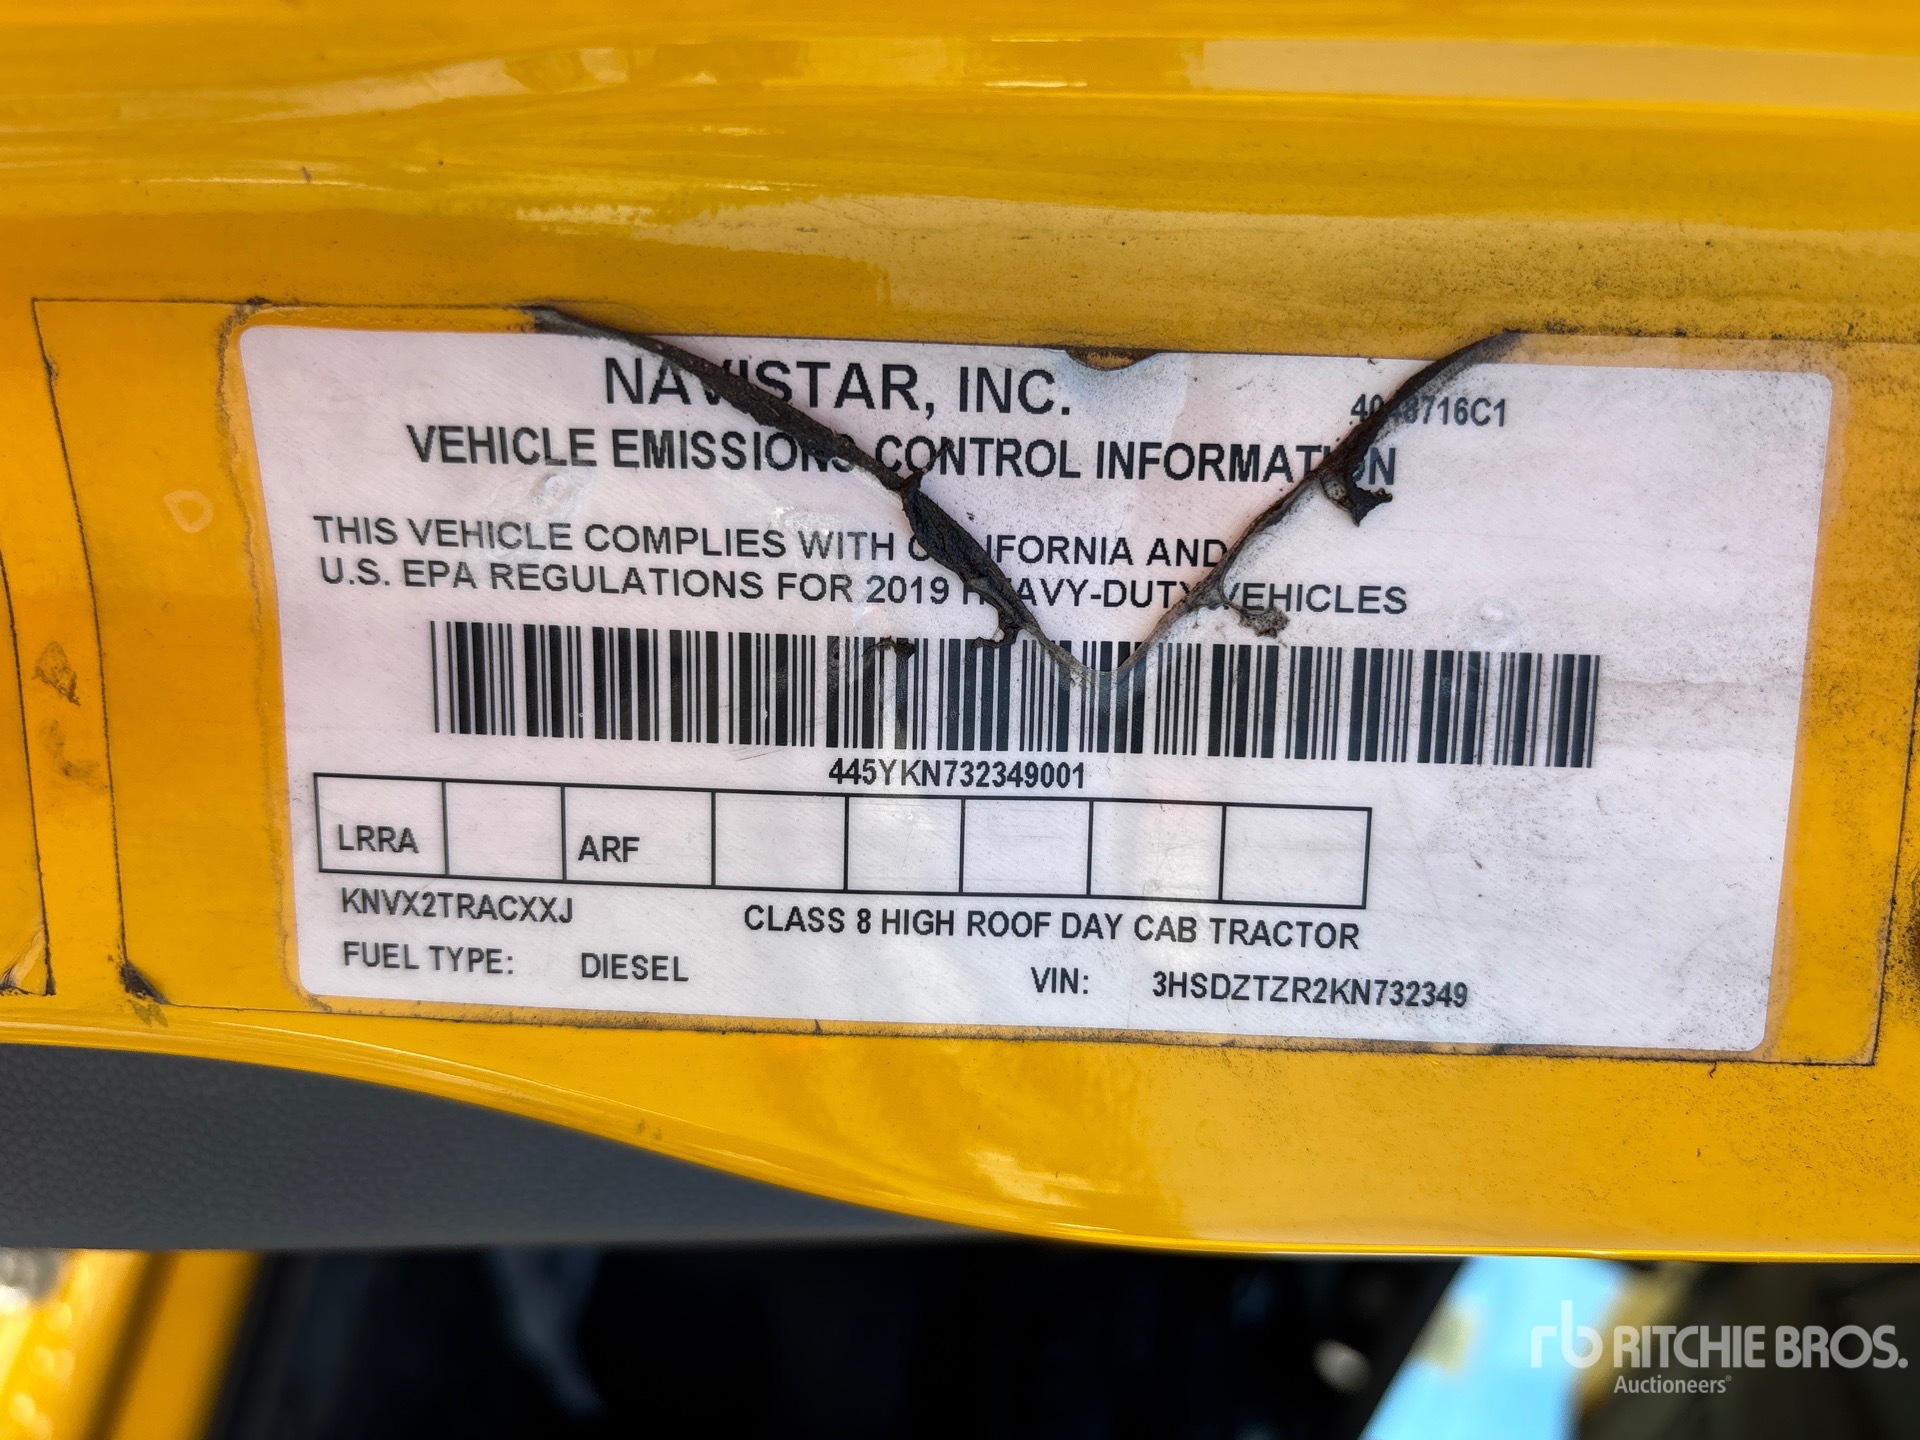 NAVISTAR, INC.
VEHICLE EMISSIONS CONTROL INFORMATION
THIS VEHICLE COMPLIES WITH CALIFORNIA AND
U.S. EPA REGULATIONS FOR 2019 HEAVY-DUTY VEHICLES
445YKN732349001
LRRA ARF
KNVX2TRACXXJ CLASS 8 HIGH ROOF DAY CAB TRACTOR
FUEL TYPE: DIESEL VIN: 3HSDZTZR2KN732349
rb RITCHIE BROS.
Auctioneers